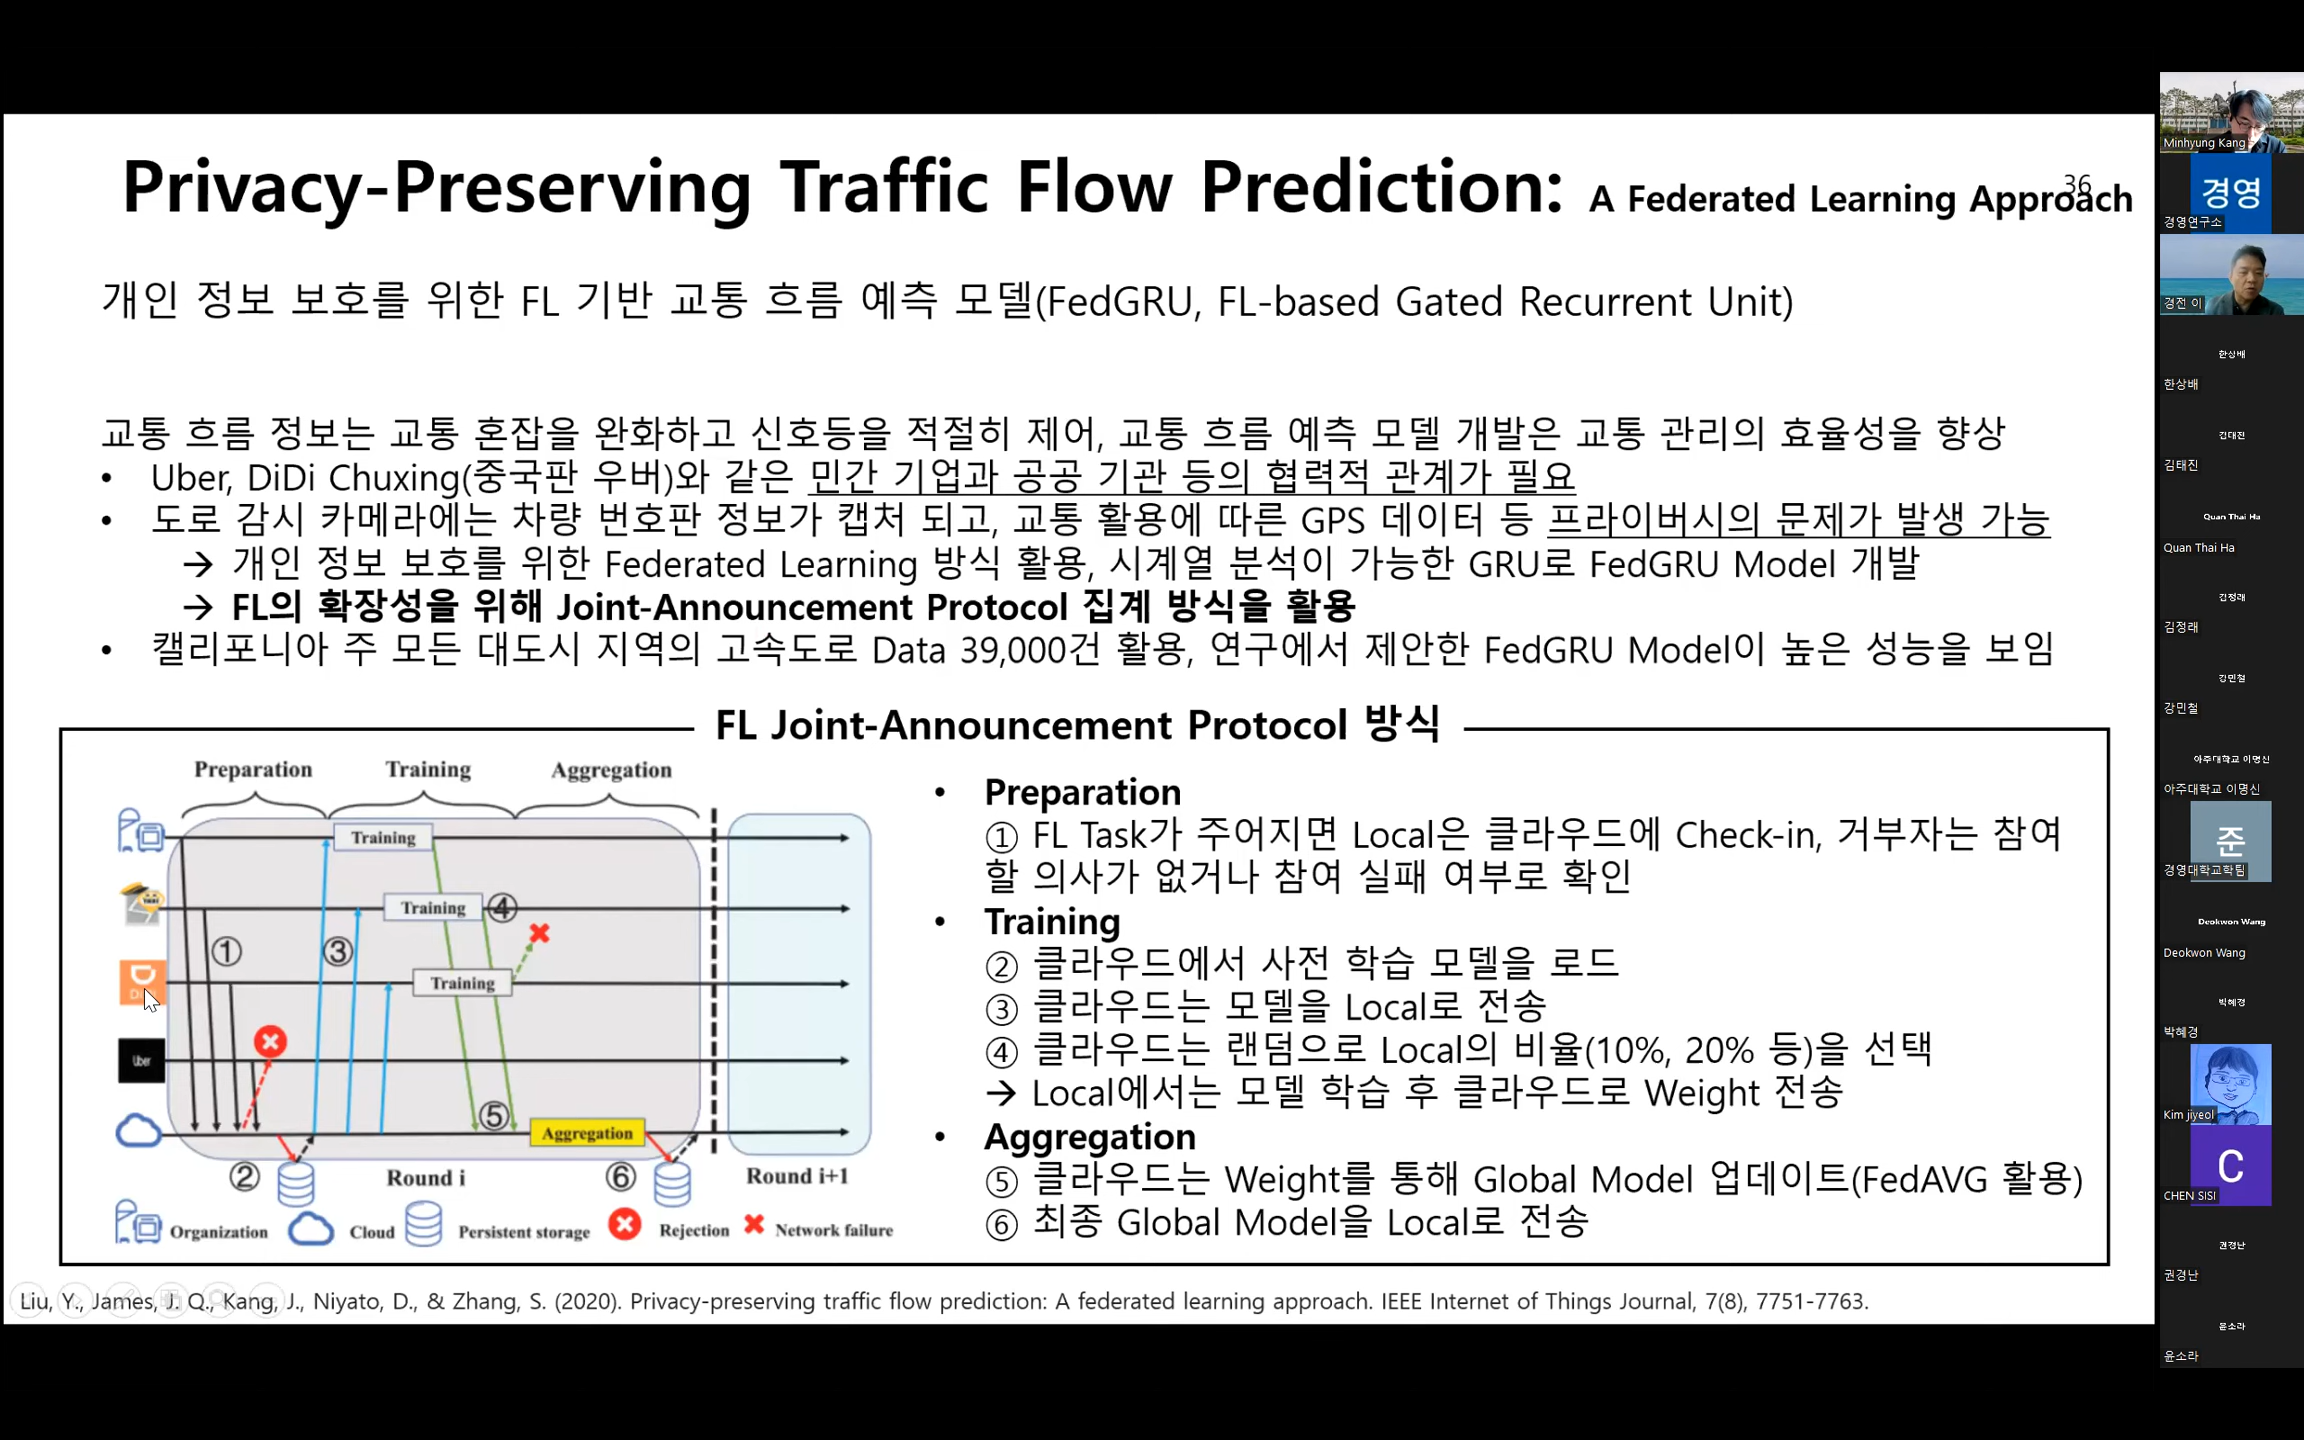 Privacy-Preserving Traffic Flow Prediction: A Federated Learning Approach
36
개인 정보 보호를 위한 FL 기반 교통 흐름 예측 모델(FedGRU, FL-based Gated Recurrent Unit)
교통 흐름 정보는 교통 혼잡을 완화하고 신호등을 적절히 제어, 교통 흐름 예측 모델 개발은 교통 관리의 효율성을 향상
• Uber, DiDi Chuxing(중국판 우버)와 같은 민간 기업과 공공 기관 등의 협력적 관계가 필요
• 도로 감시 카메라에는 차량 번호판 정보가 캡처 되고, 교통 활용에 따른 GPS 데이터 등 프라이버시의 문제가 발생 가능
→ 개인 정보 보호를 위한 Federated Learning 방식 활용, 시계열 분석이 가능한 GRU로 FedGRU Model 개발
→ FL의 확장성을 위해 Joint-Announcement Protocol 집계 방식을 활용
• 캘리포니아 주 모든 대도시 지역의 고속도로 Data 39,000건 활용, 연구에서 제안한 FedGRU Model이 높은 성능을 보임
FL Joint-Announcement Protocol 방식
Preparation Training Aggregation
Training
Training ④
① ③
Training
Uber
⑤ Aggregation
② Round i ⑥ Round i+1
Organization Cloud Persistent storage Rejection Network failure
• Preparation
① FL Task가 주어지면 Local은 클라우드에 Check-in, 거부자는 참여
할 의사가 없거나 참여 실패 여부로 확인
• Training
② 클라우드에서 사전 학습 모델을 로드
③ 클라우드는 모델을 Local로 전송
④ 클라우드는 랜덤으로 Local의 비율(10%, 20% 등)을 선택
→ Local에서는 모델 학습 후 클라우드로 Weight 전송
• Aggregation
⑤ 클라우드는 Weight를 통해 Global Model 업데이트(FedAVG 활용)
⑥ 최종 Global Model을 Local로 전송
Liu, Y., James, J. Q., Kang, J., Niyato, D., & Zhang, S. (2020). Privacy-preserving traffic flow prediction: A federated learning approach. IEEE Internet of Things Journal, 7(8), 7751-7763.
Minhyung Kang
경영
경영연구소
경전 이
한상배
한상배
김태진
김태진
Quan Thai Ha
Quan Thai Ha
김정래
김정래
강민철
강민철
아주대학교 이명신
아주대학교 이명신
준
경영대학교학팀
Deokwon Wang
Deokwon Wang
박혜경
박혜경
Kim jiyeol
C
CHEN SISI
권경난
권경난
윤소라
윤소라